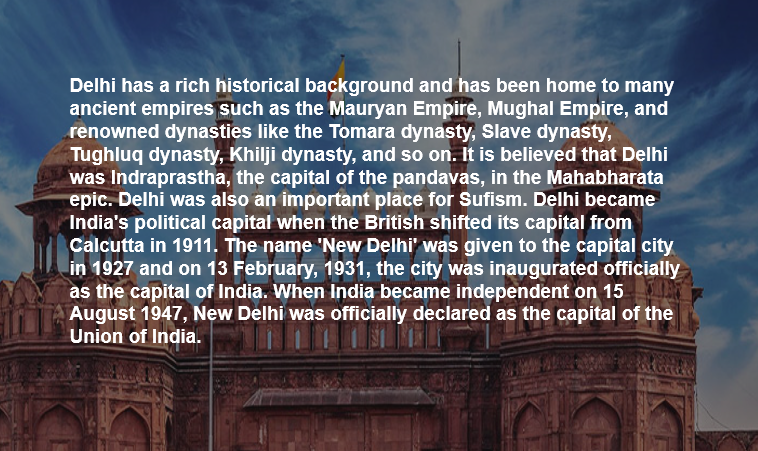 Delhi has a rich historical background and has been home to many
ancient empires such as the Mauryan Empire, Mughal Empire, and
renowned dynasties like the Tomara dynasty, Slave dynasty,
Tughluq dynasty, Khilji dynasty, and so on. It is believed that Delhi
was Indraprastha, the capital of the pandavas, in the Mahabharata
epic. Delhi was also an important place for Sufism. Delhi became
India's political capital when the British shifted its capital from
Calcutta in 1911. The name 'New Delhi' was given to the capital city
in 1927 and on 13 February, 1931, the city was inaugurated officially
as the capital of India. When India became independent on 15
August 1947, New Delhi was officially declared as the capital of the
Union of India.